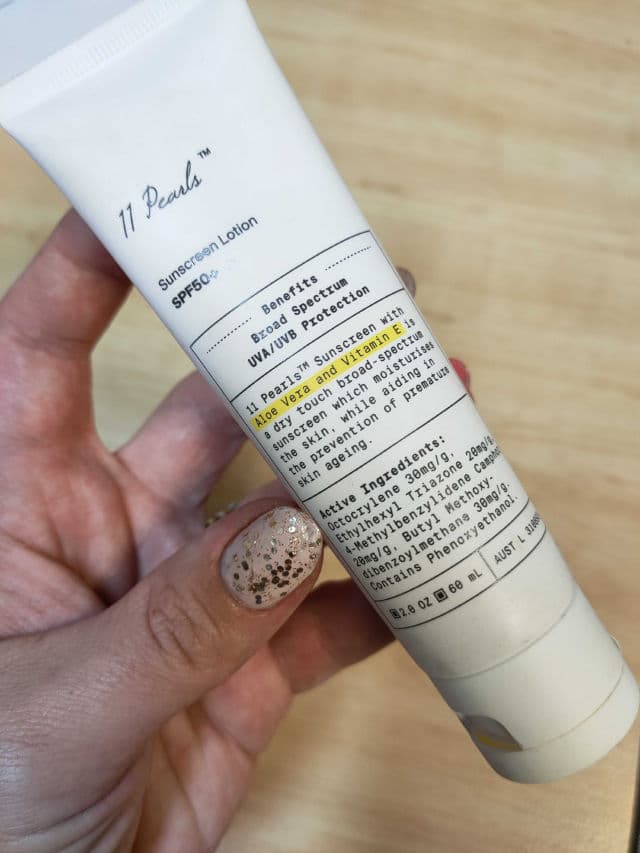 11 Pearls™
Sunscreen Lotion
SPF50+
Benefits
Broad Spectrum
UVA/UVB Protection
11 Pearls™ Sunscreen with
Aloe Vera and Vitamin E is
a dry touch broad-spectrum
sunscreen which moisturises
the skin, while aiding in
the prevention of premature
skin ageing.
Active Ingredients:
Octocrylene 30mg/g,
Ethylhexyl Triazone 20mg/g,
4-Methylbenzylidene
20mg/g, Butyl Methoxy,
dibenzoylmethans 30mg/g.
Contains Phenoxyethanol.
2.0 OZ 60 mL
AUST L